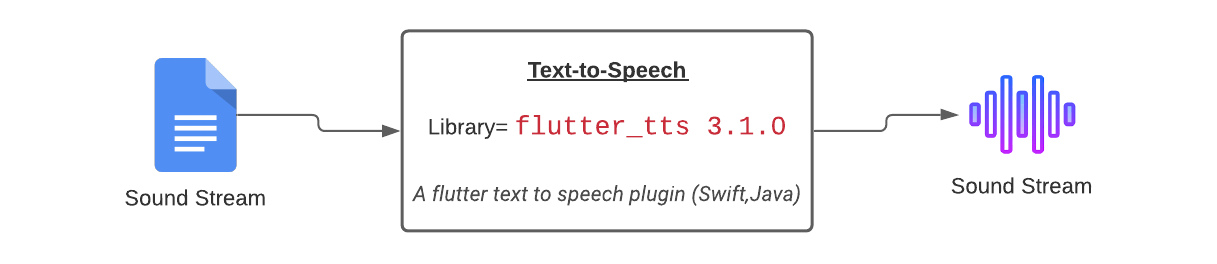 Text-to-Speech
Library= flutter_tts 3.1.0
A flutter text to speech plugin (Swift,Java)
Sound Stream
Sound Stream